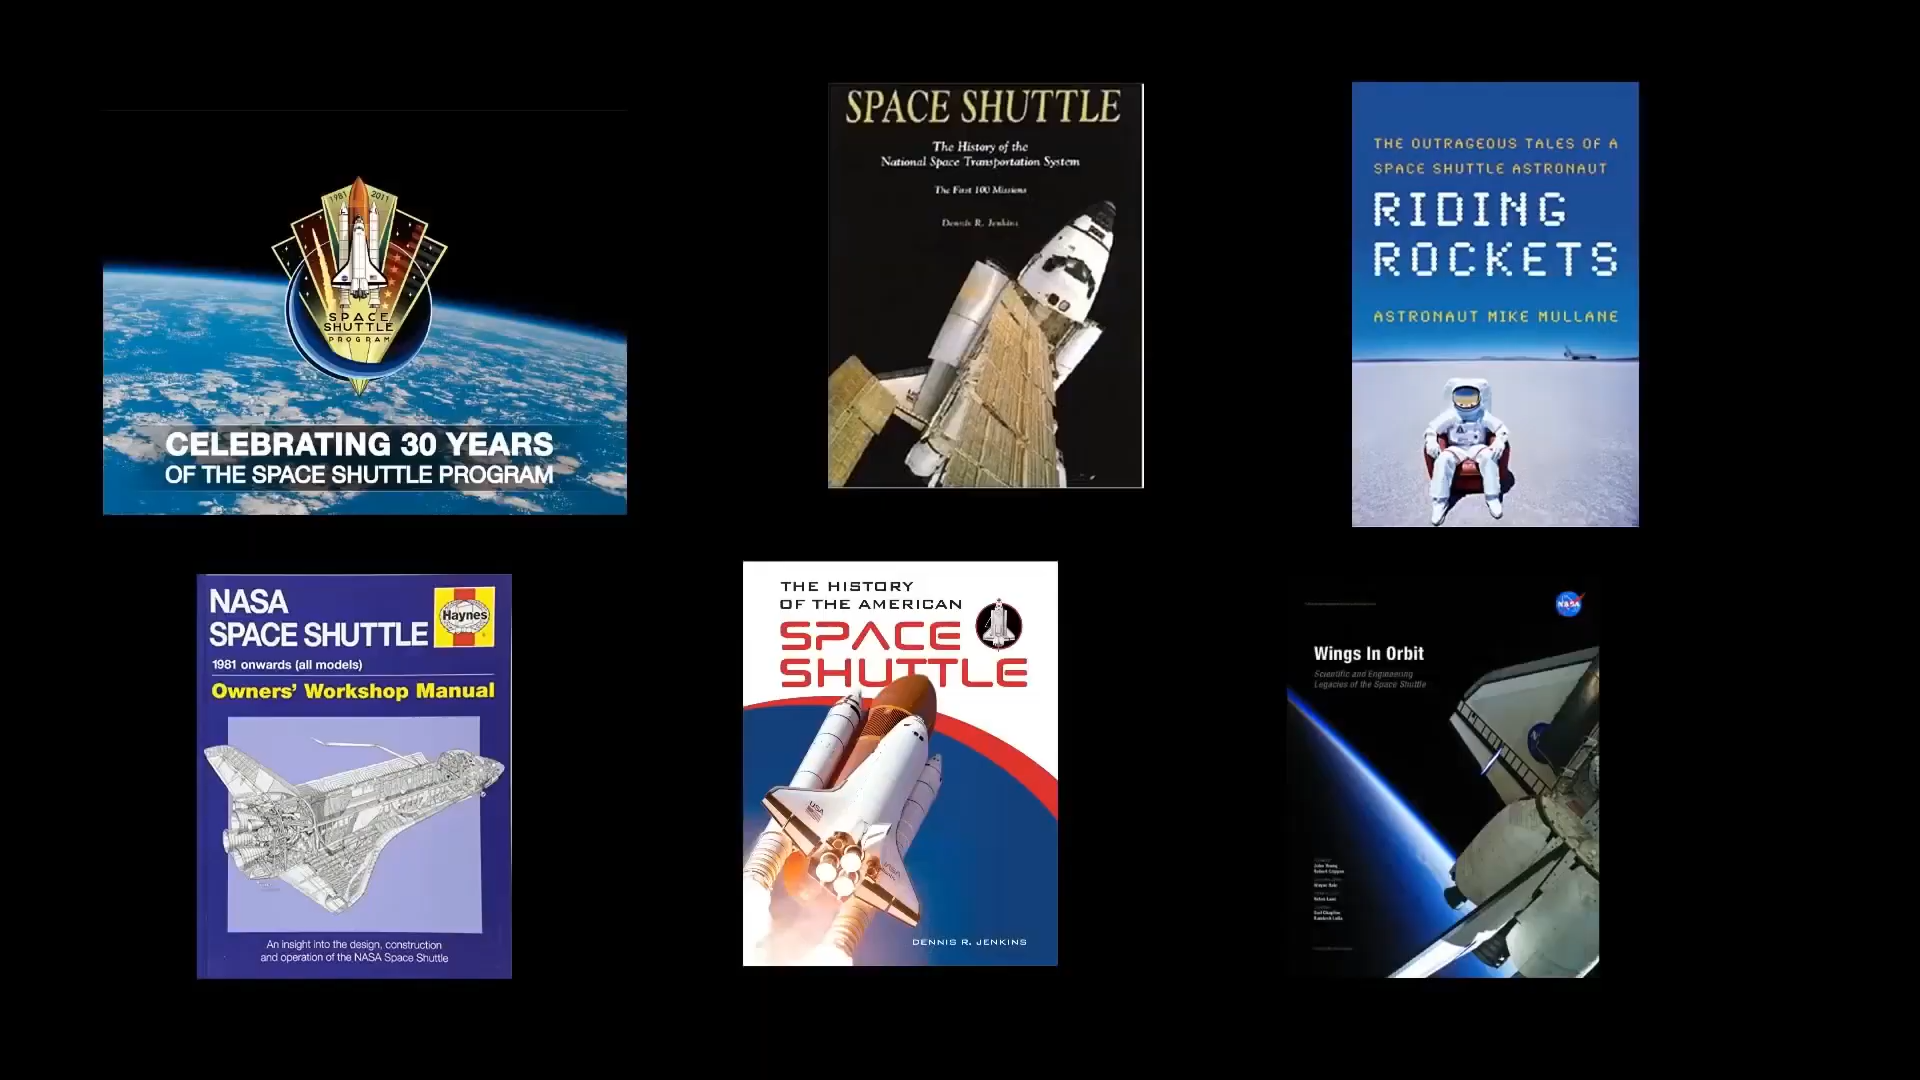 1981
2011
SPACE
SHUTTLE
PROGRAM
CELEBRATING 30 YEARS
OF THE SPACE SHUTTLE PROGRAM
SPACE SHUTTLE
The History of the
National Space Transportation System
The First 100 Missions
Dennis R. Jenkins
THE OUTRAGEOUS TALES OF A
SPACE SHUTTLE ASTRONAUT
RIDING
ROCKETS
ASTRONAUT MIKE MULLANE
NASA
SPACE SHUTTLE
Haynes
1981 onwards (all models)
Owners' Workshop Manual
An insight into the design, construction
and operation of the NASA Space Shuttle
THE HISTORY
OF THE AMERICAN
SPACE
SHUTTLE
USA
DENNIS R. JENKINS
NASA
Wings In Orbit
Scientific and Engineering
Legacies of the Space Shuttle